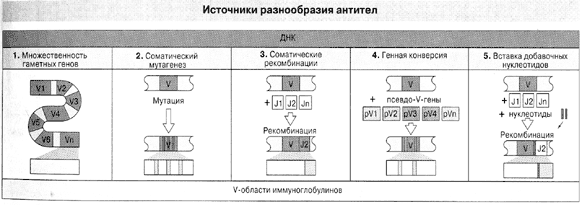 Источники разнообразия антител
ДНК
1. Множественность
гаметных генов
2. Соматический
мутагенез
3. Соматические
рекомбинации
4. Генная конверсия
5. Вставка добавочных
нуклеотидов
V1 V2
V3
V4
V5
V6 Vn
V
Мутация
V
V
+ J1 J2 Jn
Рекомбинация
V J2
V
+ псевдо-V-гены
pV1 pV2 pV3 pV4 pVn
V
V
+ J1 J2 Jn
+ нуклеотиды
Рекомбинация
V J2
V-области иммуноглобулинов